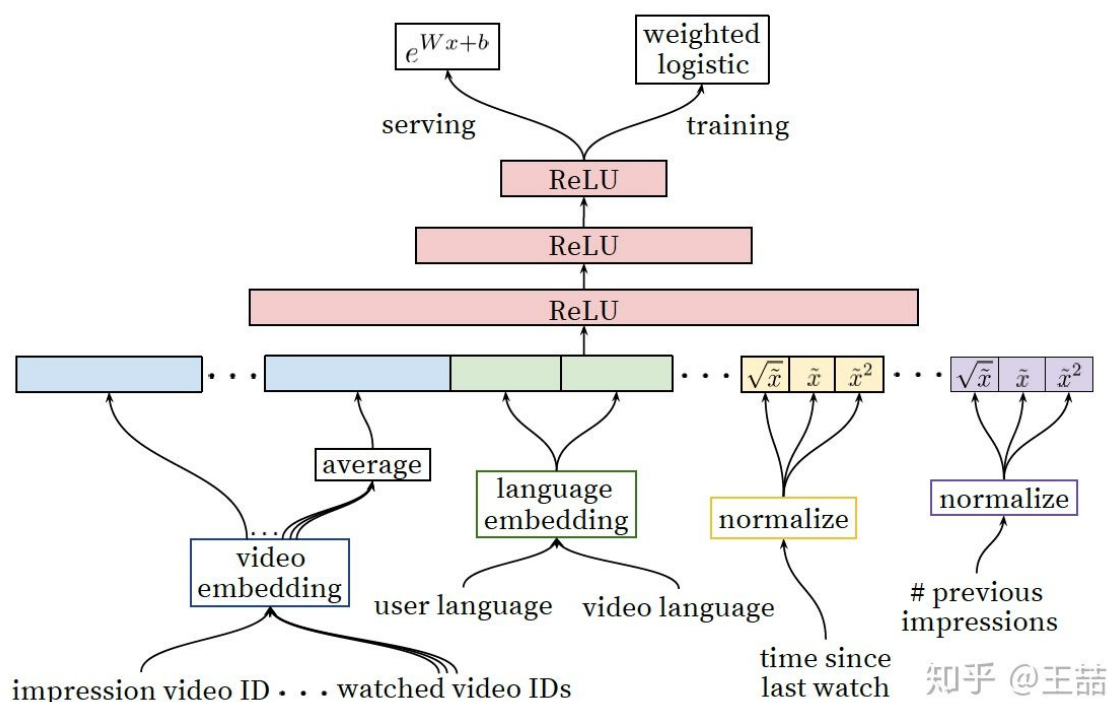 e^{Wx+b}
weighted
logistic
serving
training
ReLU
ReLU
ReLU
· · ·
· · ·
√x̃ x̃ x̃²
· · ·
√x̃ x̃ x̃²
average
language
embedding
normalize
normalize
· · ·
video
embedding
user language
video language
# previous
impressions
impression video ID · · · watched video IDs
time since
last watch
知乎 @王喆